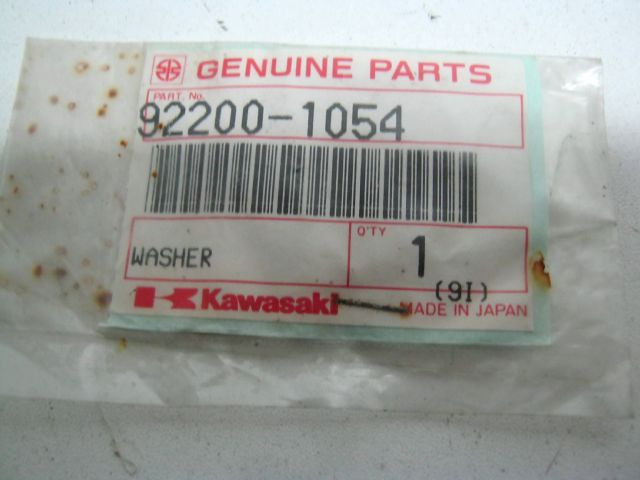 GENUINE PARTS
PART. No.
92200-1054
WASHER
Q'TY
1
(9I)
Kawasaki
MADE IN JAPAN